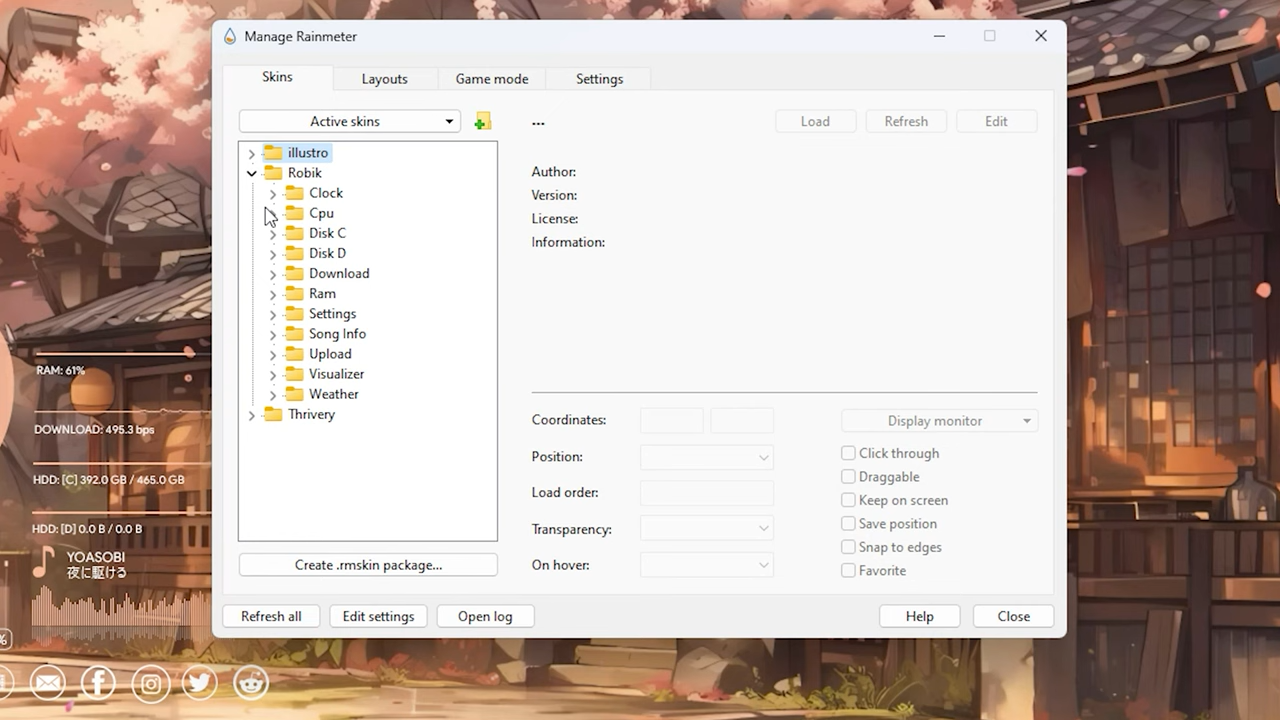 Manage Rainmeter
Skins
Layouts
Game mode
Settings
Active skins
...
Load
Refresh
Edit
illustro
Robik
Clock
Cpu
Disk C
Disk D
Download
Ram
Settings
Song Info
Upload
Visualizer
Weather
Thrivery
Author:
Version:
License:
Information:
Coordinates:
Display monitor
Position:
Click through
Draggable
Load order:
Keep on screen
Transparency:
Save position
Snap to edges
On hover:
Favorite
Create .rmskin package...
Refresh all
Edit settings
Open log
Help
Close
RAM: 61%
DOWNLOAD: 495.3 bps
HDD: [C] 392.0 GB / 465.0 GB
HDD: [D] 0.0 B / 0.0 B
YOASOBI
夜に駆ける
%